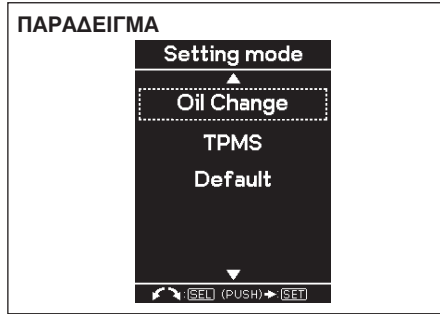 ΠΑΡΑΔΕΙΓΜΑ
Setting mode
Oil Change
TPMS
Default
:SEL (PUSH)➔:SET